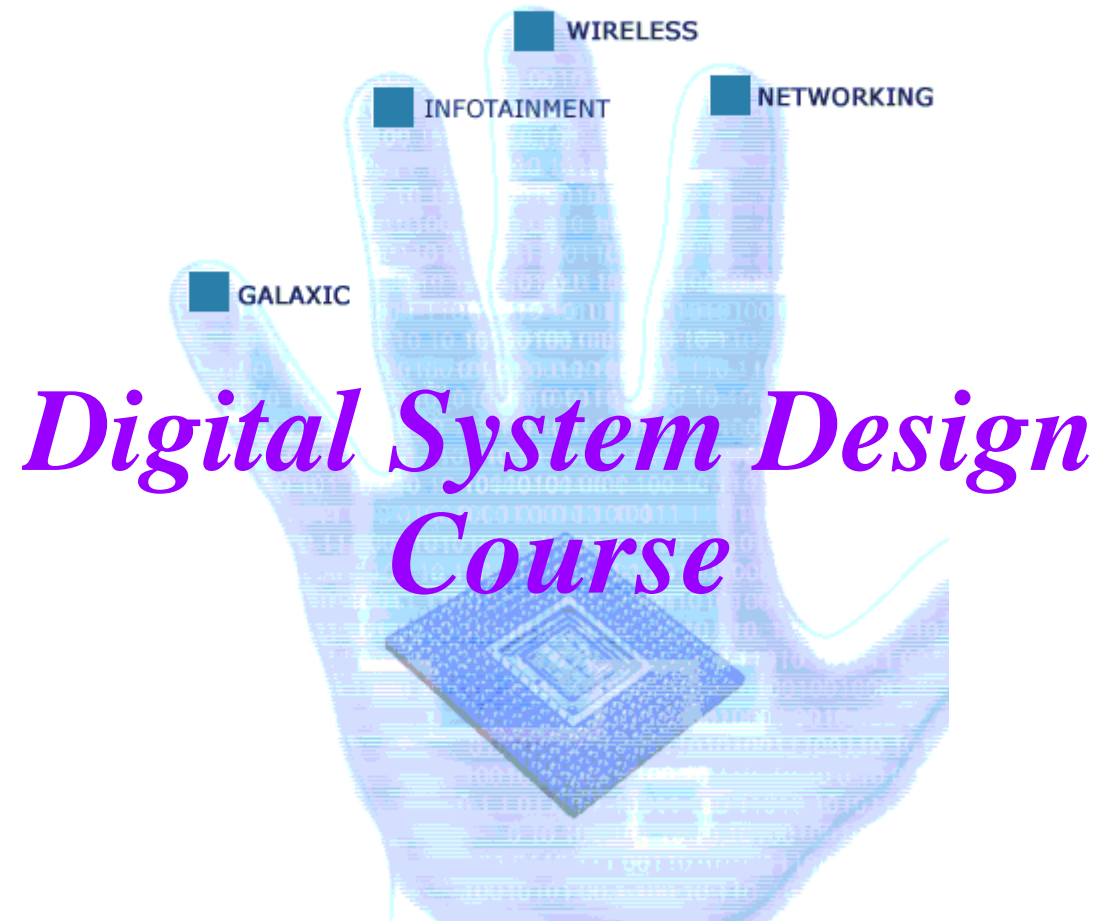 WIRELESS
INFOTAINMENT
NETWORKING
GALAXIC
Digital System Design
Course